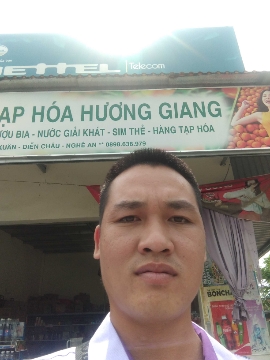 VIETTEL Telecom
TẠP HÓA HƯƠNG GIANG
RƯỢU BIA - NƯỚC GIẢI KHÁT - SIM THẺ - HÀNG TẠP HÓA
XUÂN - DIỄN CHÂU - NGHỆ AN
BONCHA